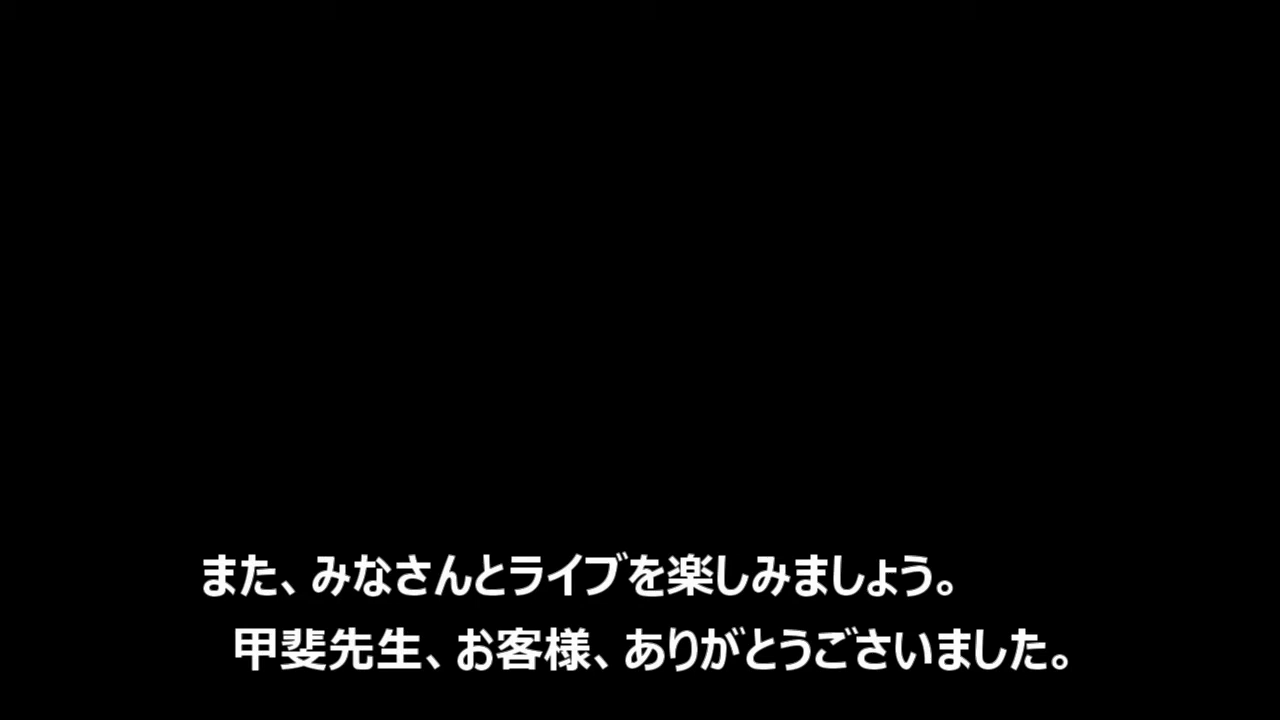 また、みなさんとライブを楽しみましょう。
甲斐先生、お客様、ありがとうごさいました。